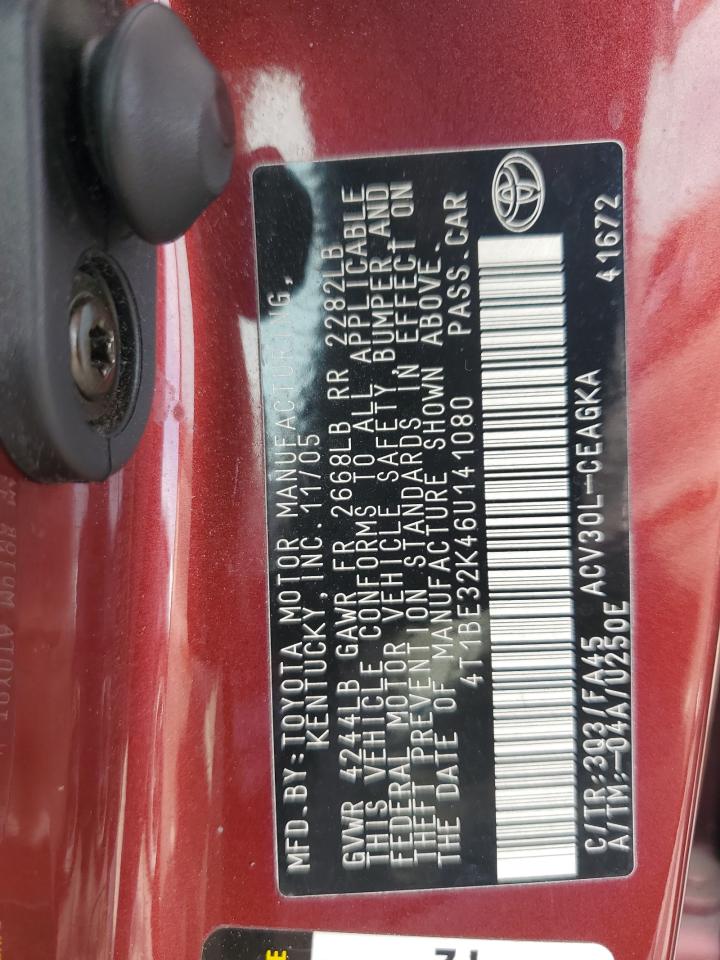 MFD.BY:TOYOTA MOTOR MANUFACTURING,
KENTUCKY,INC. 11/05
GVWR 4244LB GAWR FR 2668LB RR 2282LB
THIS VEHICLE CONFORMS TO ALL APPLICABLE
FEDERAL MOTOR VEHICLE SAFETY,BUMPER,AND
THEFT PREVENTION STANDARDS IN EFFECT ON
THE DATE OF MANUFACTURE SHOWN ABOVE.
4T1BE32K46U141080 PASS.CAR
C/TR:3Q3/FA45 ACV30L-CEAGKA
A/TM:-04A/U250E 41672